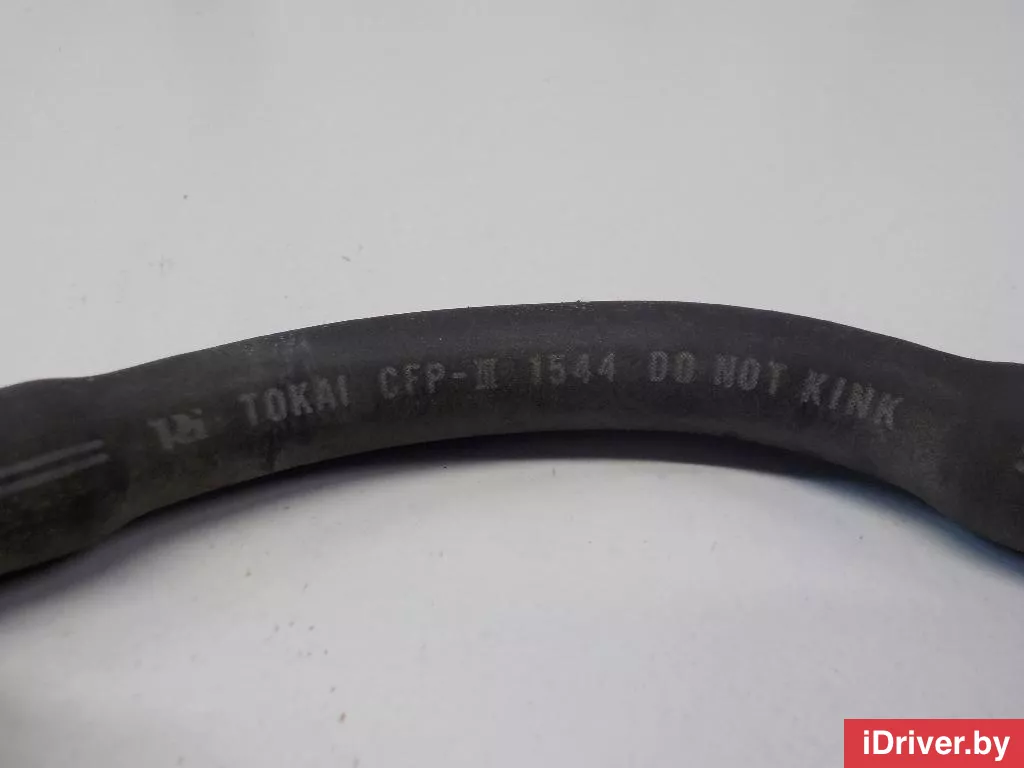 TOKAI CFP-III 1544 DO NOT KINK
iDriver.by